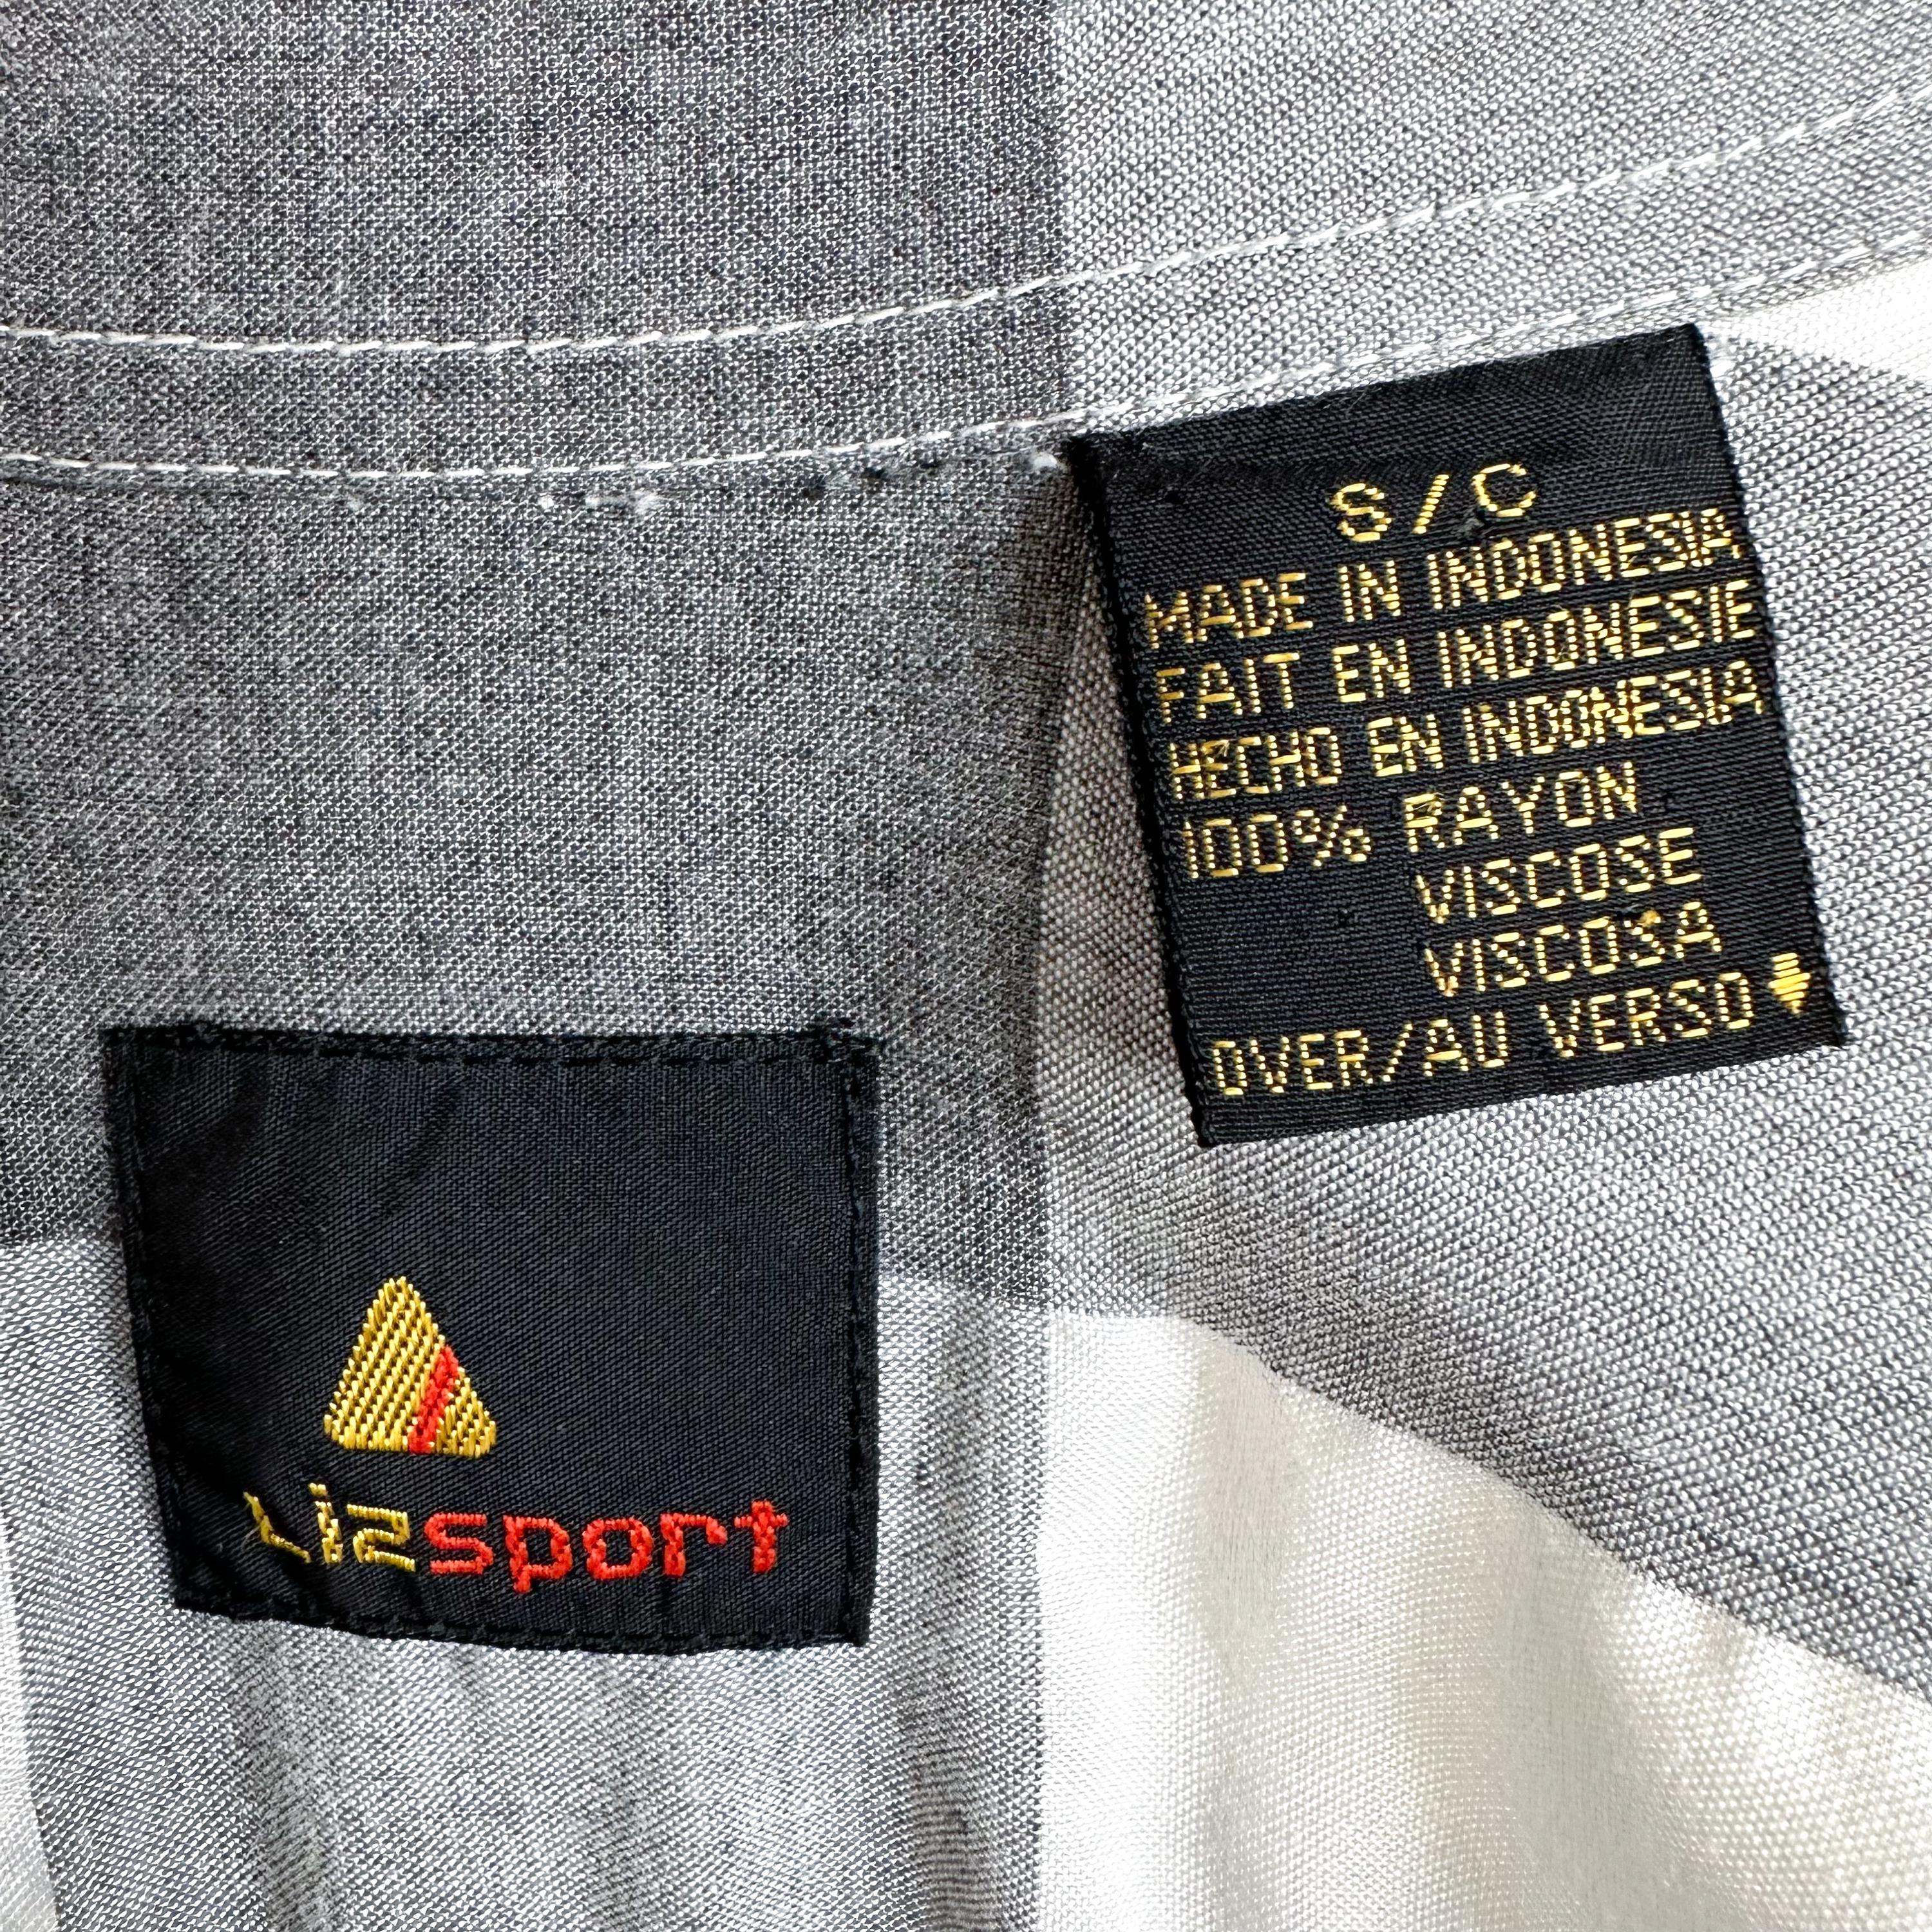 S/C
MADE IN INDONESIA
FAIT EN INDONESIE
HECHO EN INDONESIA
100% RAYON
VISCOSE
VISCOSA
OVER/AU VERSO
Lizsport